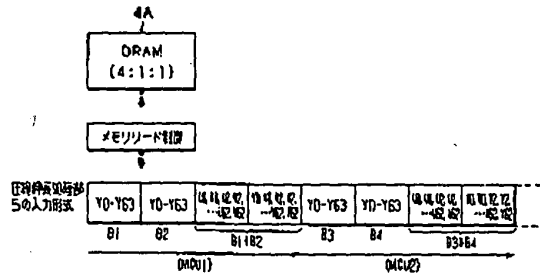 4A
DRAM
(4:1:1)
メモリリード制御
圧縮伸長処理部
5の入力形式
Y0-Y63
Y0-Y63
Y0-Y63
Y0-Y63
B1
B2
B1+B2
B3
B4
B3+B4
(MCU1)
(MCU2)